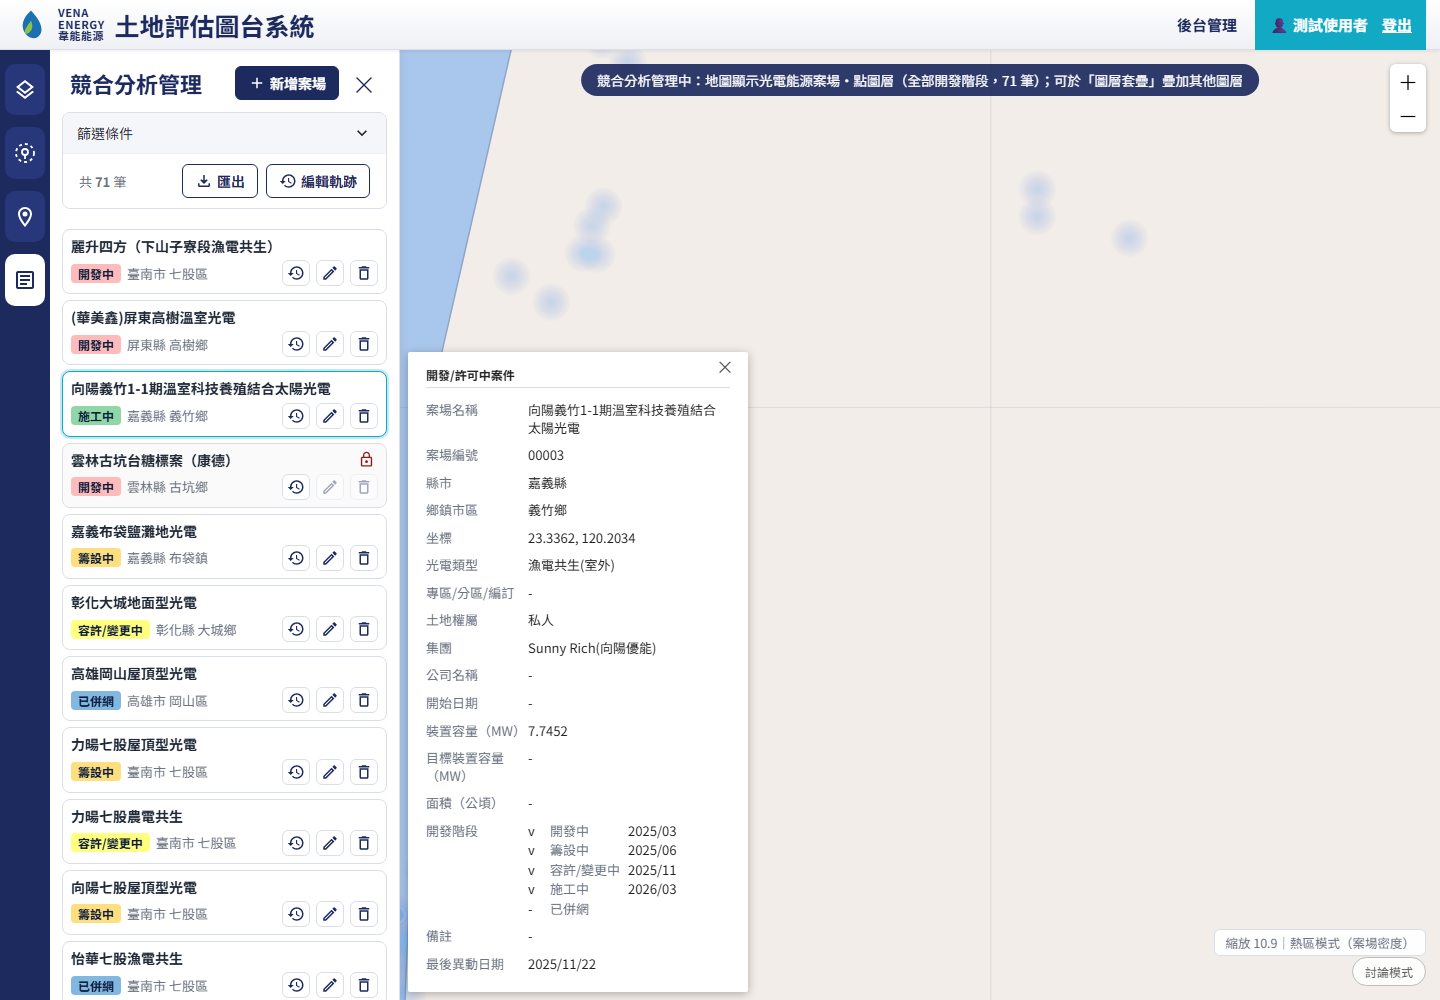 VENA
ENERGY
韋能能源
土地評估圖台系統
後台管理
測試使用者
登出
競合分析管理
新增案場
篩選條件
共 71 筆
匯出
編輯軌跡
麗升四方（下山子寮段漁電共生）
開發中 臺南市 七股區
(華美鑫)屏東高樹溫室光電
開發中 屏東縣 高樹鄉
向陽義竹1-1期溫室科技養殖結合太陽光電
施工中 嘉義縣 義竹鄉
雲林古坑台糖標案（康德）
開發中 雲林縣 古坑鄉
嘉義布袋鹽灘地光電
籌設中 嘉義縣 布袋鎮
彰化大城地面型光電
容許/變更中 彰化縣 大城鄉
高雄岡山屋頂型光電
已併網 高雄市 岡山區
力暘七股屋頂型光電
籌設中 臺南市 七股區
力暘七股農電共生
容許/變更中 臺南市 七股區
向陽七股屋頂型光電
籌設中 臺南市 七股區
怡華七股漁電共生
已併網 臺南市 七股區
競合分析管理中：地圖顯示光電能源案場・點圖層（全部開發階段，71 筆）；可於「圖層套疊」疊加其他圖層
開發/許可中案件
案場名稱 向陽義竹1-1期溫室科技養殖結合
太陽光電
案場編號 00003
縣市 嘉義縣
鄉鎮市區 義竹鄉
坐標 23.3362, 120.2034
光電類型 漁電共生(室外)
專區/分區/編訂 -
土地權屬 私人
集團 Sunny Rich(向陽優能)
公司名稱 -
開始日期 -
裝置容量（MW） 7.7452
目標裝置容量 -
（MW）
面積（公頃） -
開發階段 v 開發中 2025/03
v 籌設中 2025/06
v 容許/變更中 2025/11
v 施工中 2026/03
- 已併網
備註 -
最後異動日期 2025/11/22
縮放 10.9｜熱區模式（案場密度）
討論模式